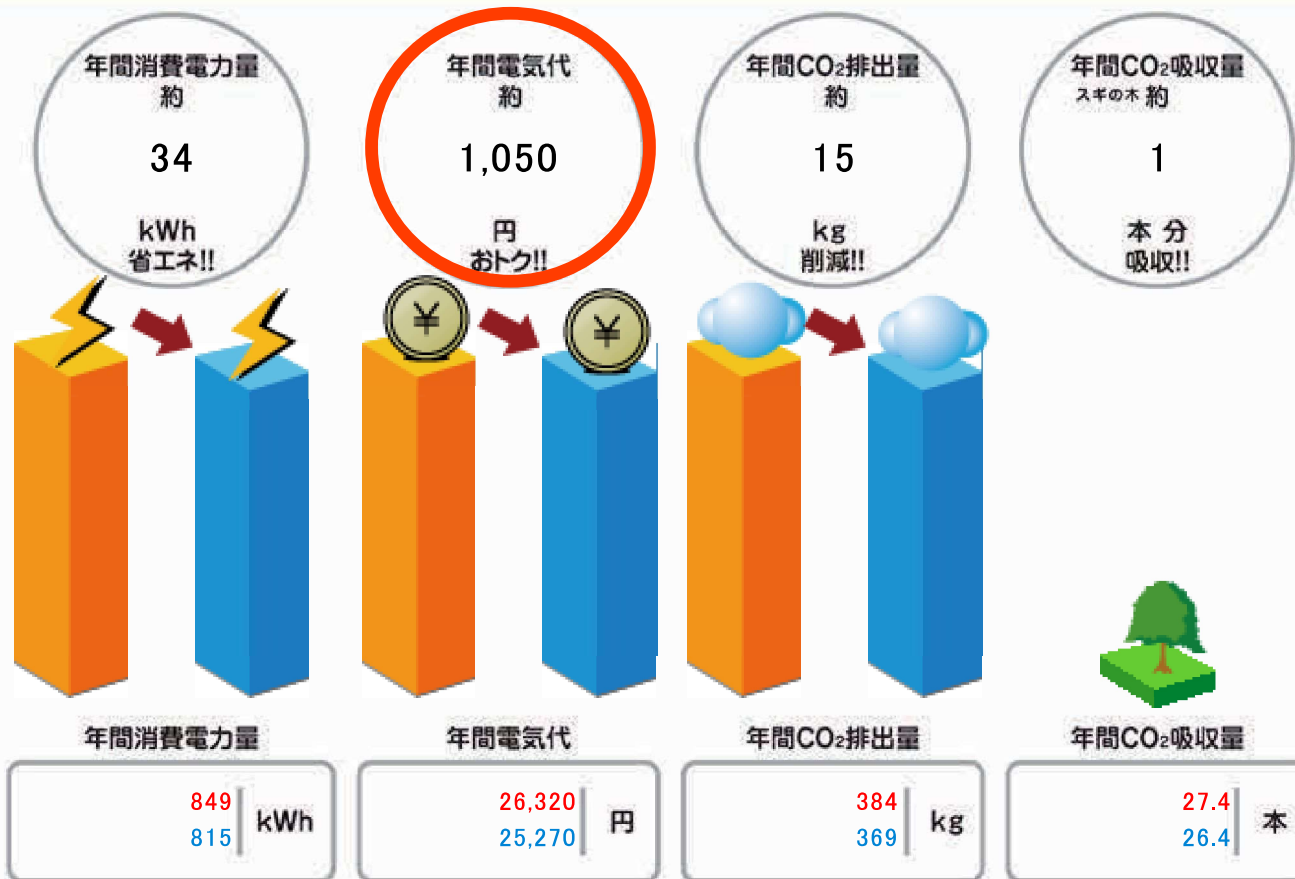 年間消費電力量
約
34
kWh
省エネ!!
年間電気代
約
1,050
円
おトク!!
年間CO₂排出量
約
15
kg
削減!!
年間CO₂吸収量
スギの木 約
1
本 分
吸収!!
¥
¥
年間消費電力量
849
815
kWh
年間電気代
26,320
25,270
円
年間CO₂排出量
384
369
kg
年間CO₂吸収量
27.4
26.4
本